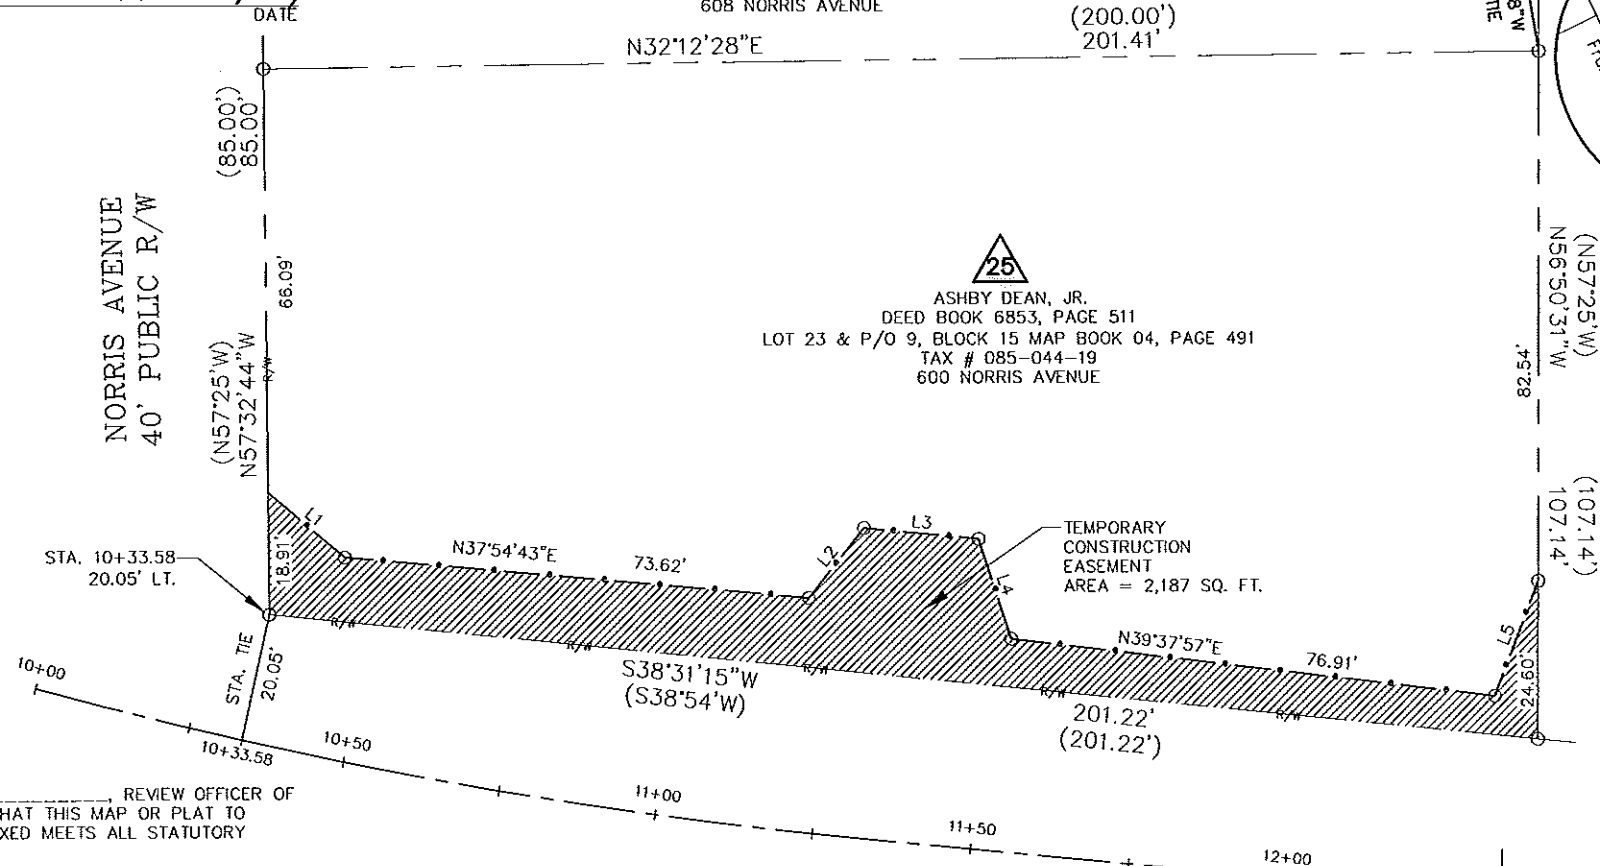 DATE
608 NORRIS AVENUE
(200.00')
201.41'
N32°12'28"E
TIE
8"W
(85.00')
85.00'
NORRIS AVENUE
40' PUBLIC R/W
66.09'
(N57°25'W)
N57°32'44"W
R/W
25
ASHBY DEAN, JR.
DEED BOOK 6853, PAGE 511
LOT 23 & P/O 9, BLOCK 15 MAP BOOK 04, PAGE 491
TAX # 085-044-19
600 NORRIS AVENUE
(N57°25'W)
N56°50'31"W
82.54'
(107.14')
107.14'
L1
18.91'
N37°54'43"E
73.62'
L2
L3
L4
TEMPORARY
CONSTRUCTION
EASEMENT
AREA = 2,187 SQ. FT.
STA. 10+33.58
20.05' LT.
N39°37'57"E
76.91'
L5
24.60'
R/W
R/W
R/W
R/W
R/W
S38°31'15"W
(S38°54'W)
201.22'
(201.22')
STA. TIE
20.05'
10+00
10+33.58
10+50
11+00
11+50
12+00
, REVIEW OFFICER OF
HAT THIS MAP OR PLAT TO
XED MEETS ALL STATUTORY